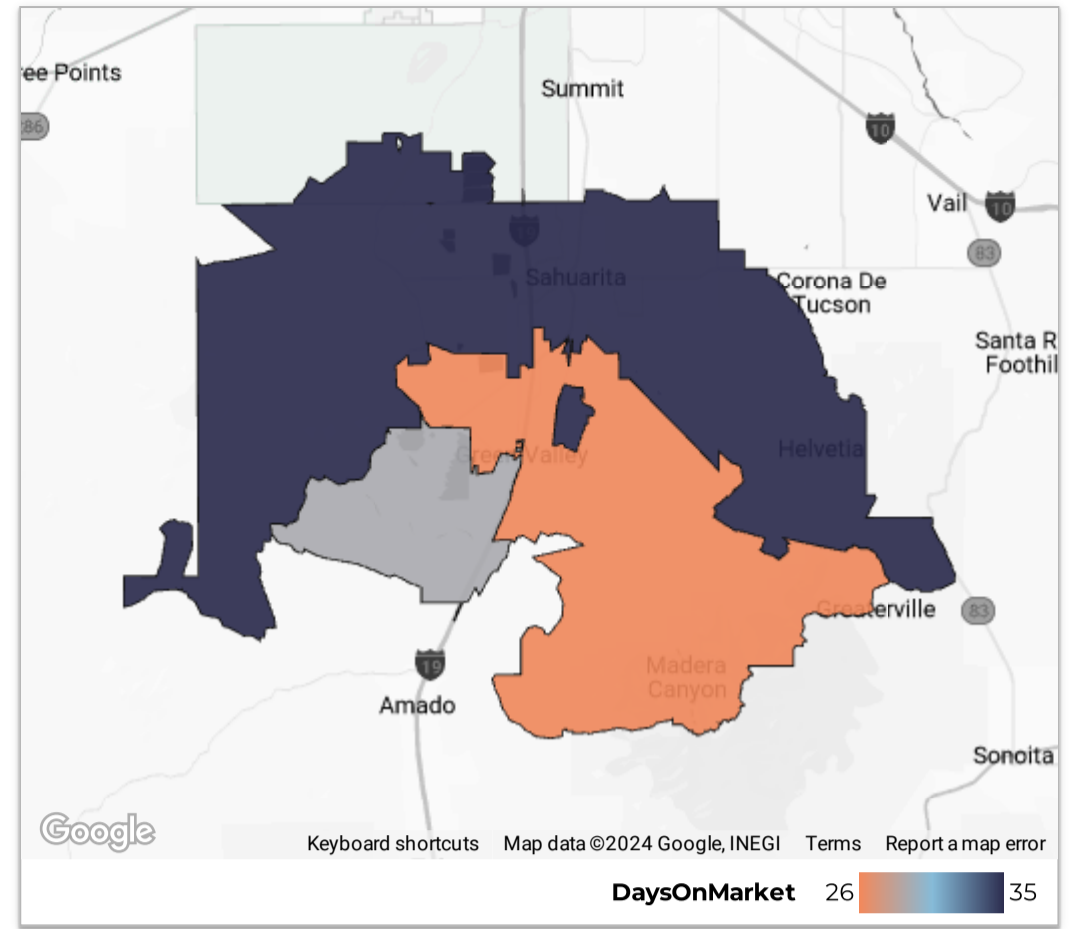 ree Points
Summit
86
10
Vail
10
83
19
Sahuarita
Corona De
Tucson
Santa R
Foothil
Helvetia
Green Valley
Greaterville
83
Madera
Canyon
19
Amado
Sonoita
Google
Keyboard shortcuts Map data ©2024 Google, INEGI Terms Report a map error
DaysOnMarket 26 35